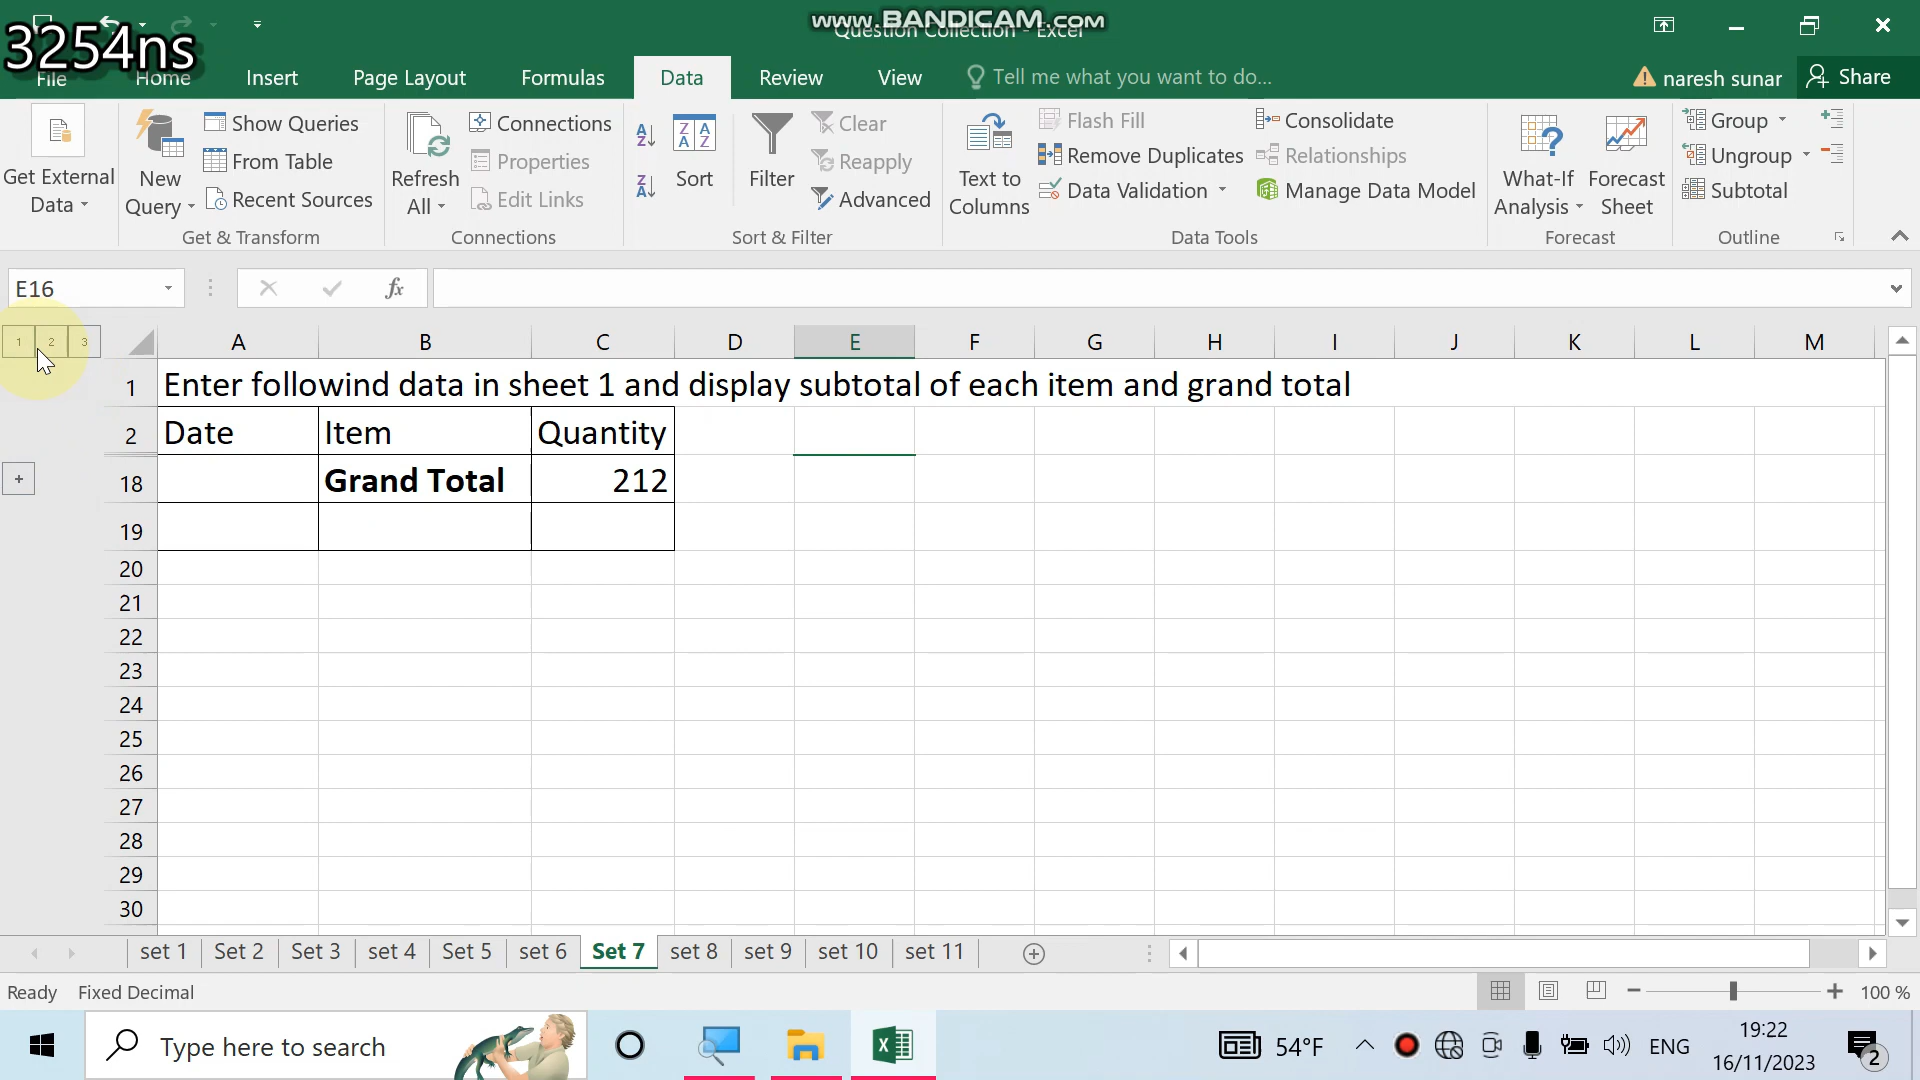 www.BANDICAM.com
3254ns
Question Collection - Excel
File Home Insert Page Layout Formulas Data Review View Tell me what you want to do... naresh sunar Share
Get External Data
New Query
Show Queries
From Table
Recent Sources
Get & Transform
Refresh All
Connections
Properties
Edit Links
Connections
Sort
Filter
Clear
Reapply
Advanced
Sort & Filter
Text to Columns
Flash Fill
Remove Duplicates
Data Validation
Consolidate
Relationships
Manage Data Model
Data Tools
What-If Analysis
Forecast Sheet
Forecast
Group
Ungroup
Subtotal
Outline
E16 fx
1 2 3 A B C D E F G H I J K L M
1 Enter followind data in sheet 1 and display subtotal of each item and grand total
2 Date Item Quantity
18 Grand Total 212
19
20
21
22
23
24
25
26
27
28
29
30
set 1 Set 2 Set 3 set 4 Set 5 set 6 Set 7 set 8 set 9 set 10 set 11
Ready Fixed Decimal 100 %
Type here to search 54°F ENG 19:22
16/11/2023 2